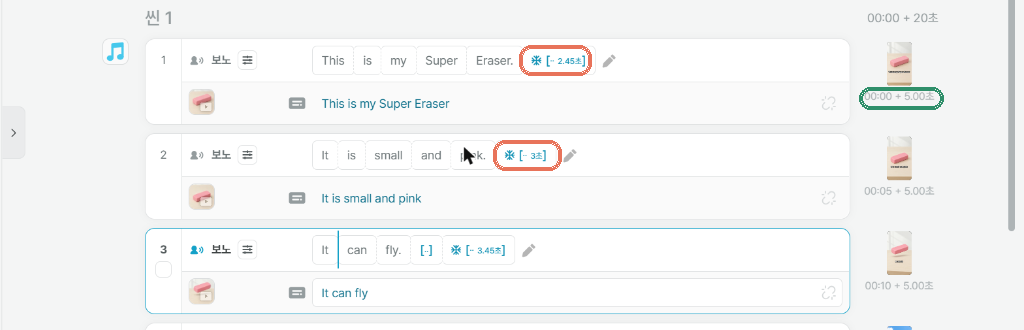 씬 1
00:00 + 20초
1 보노 This is my Super Eraser. [·· 2.45초]
This is my Super Eraser
00:00 + 5.00초
2 보노 It is small and pink. [·· 3초]
It is small and pink
00:05 + 5.00초
3 보노 It can fly. [··] [·· 3.45초]
It can fly
00:10 + 5.00초